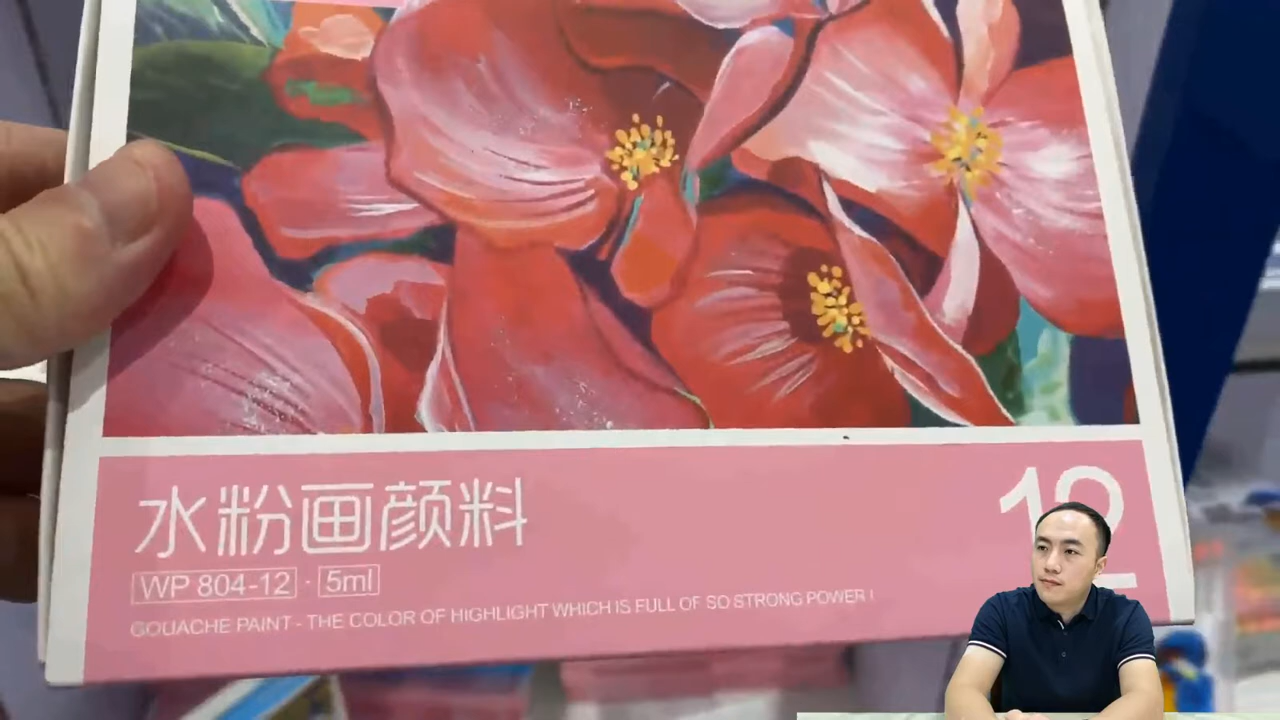 水粉画颜料
12
WP 804-12 · 5ml
GOUACHE PAINT - THE COLOR OF HIGHLIGHT WHICH IS FULL OF SO STRONG POWER !